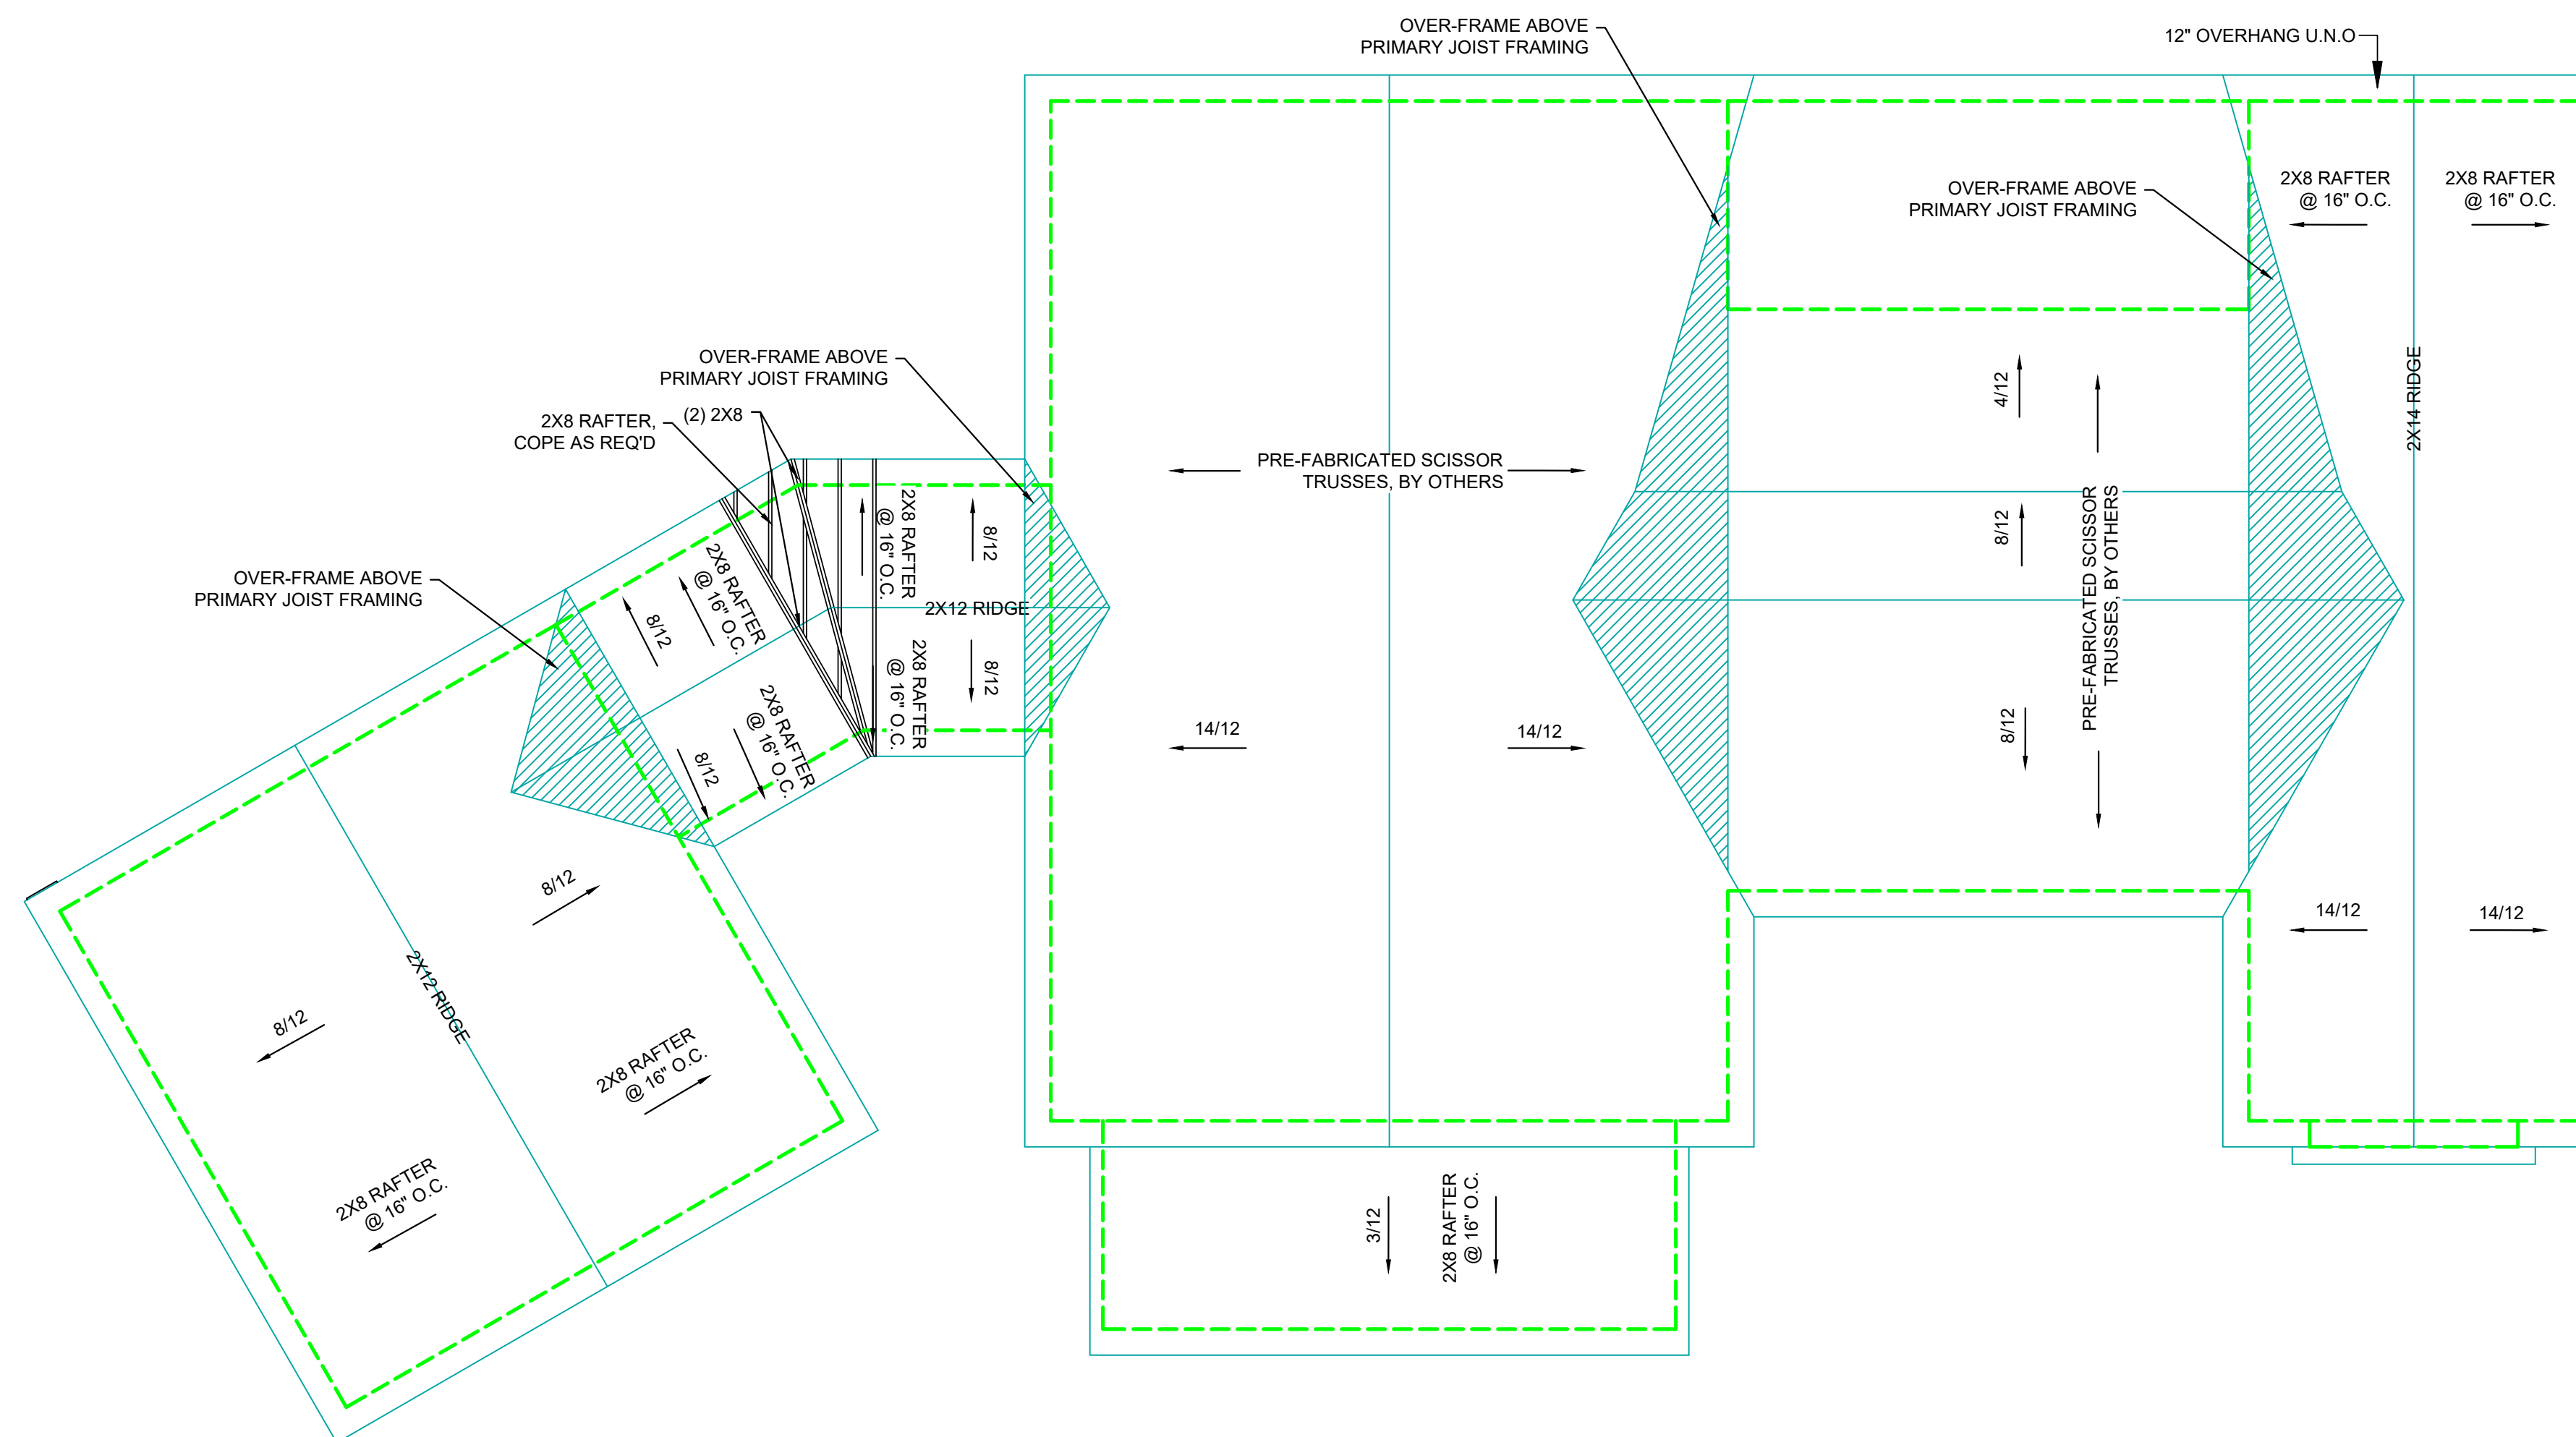 OVER-FRAME ABOVE
PRIMARY JOIST FRAMING
12" OVERHANG U.N.O
OVER-FRAME ABOVE
PRIMARY JOIST FRAMING
2X8 RAFTER
@ 16" O.C.
2X8 RAFTER
@ 16" O.C.
OVER-FRAME ABOVE
PRIMARY JOIST FRAMING
(2) 2X8
2X8 RAFTER,
COPE AS REQ'D
4/12
2X14 RIDGE
PRE-FABRICATED SCISSOR
TRUSSES, BY OTHERS
OVER-FRAME ABOVE
PRIMARY JOIST FRAMING
2X8 RAFTER
@ 16" O.C.
8/12
2X8 RAFTER
@ 16" O.C.
8/12
2X12 RIDGE
8/12
PRE-FABRICATED SCISSOR
TRUSSES, BY OTHERS
2X8 RAFTER
@ 16" O.C.
8/12
2X8 RAFTER
@ 16" O.C.
8/12
14/12
14/12
8/12
8/12
14/12
14/12
2X12 RIDGE
8/12
2X8 RAFTER
@ 16" O.C.
2X8 RAFTER
@ 16" O.C.
3/12
2X8 RAFTER
@ 16" O.C.